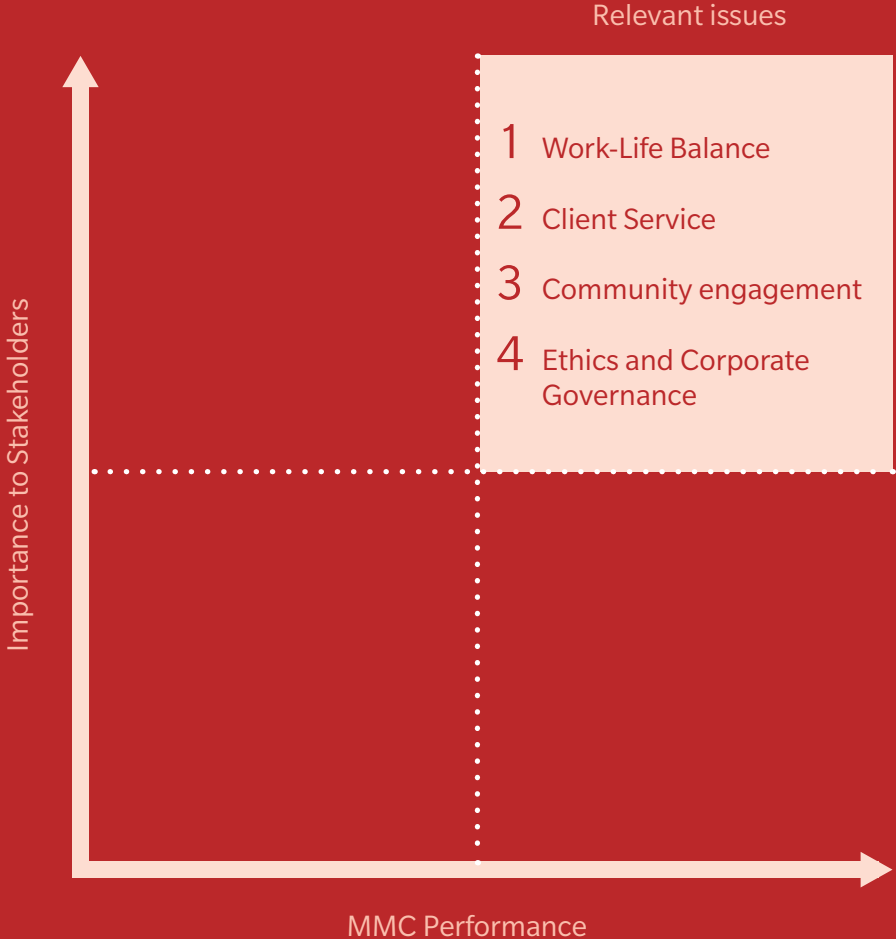 Relevant issues
1 Work-Life Balance
2 Client Service
3 Community engagement
4 Ethics and Corporate
Governance
Importance to Stakeholders
MMC Performance